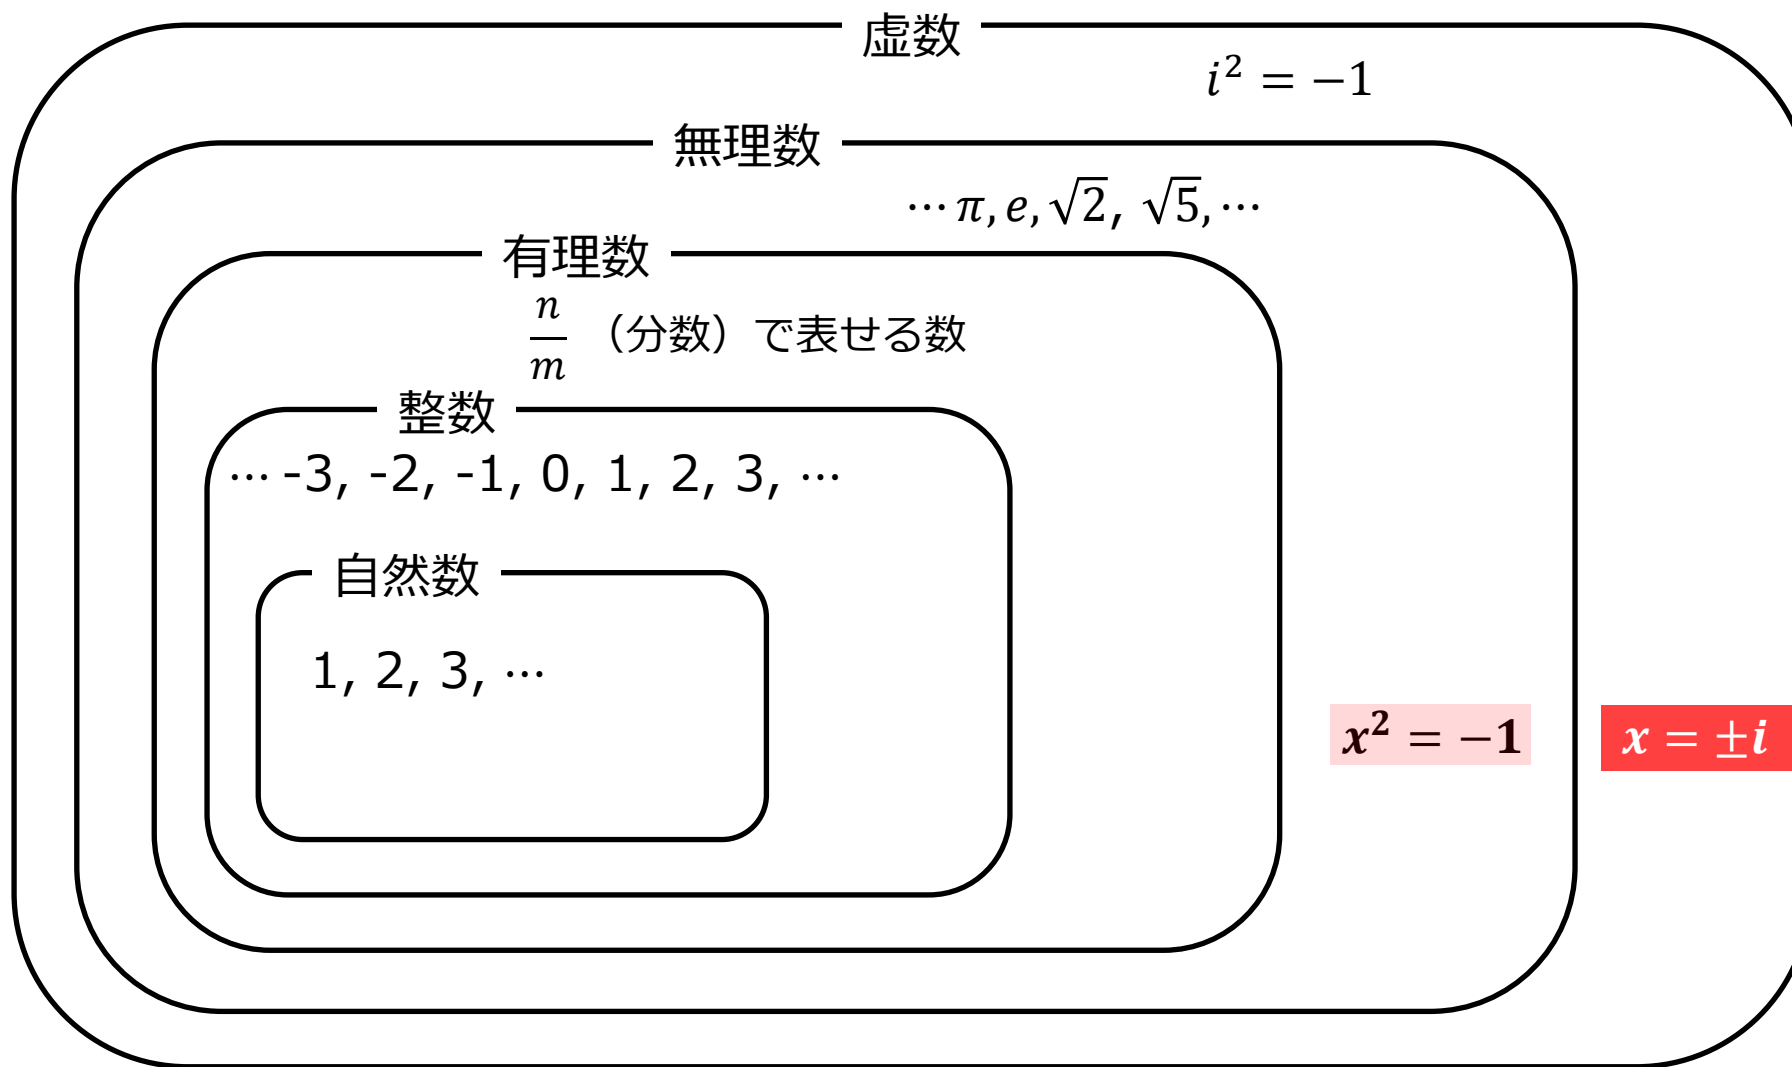 虚数
i² = −1
無理数
⋯ π, e, √2, √5, ⋯
有理数
n/m （分数）で表せる数
整数
⋯ -3, -2, -1, 0, 1, 2, 3, ⋯
自然数
1, 2, 3, ⋯
x² = −1
x = ±i